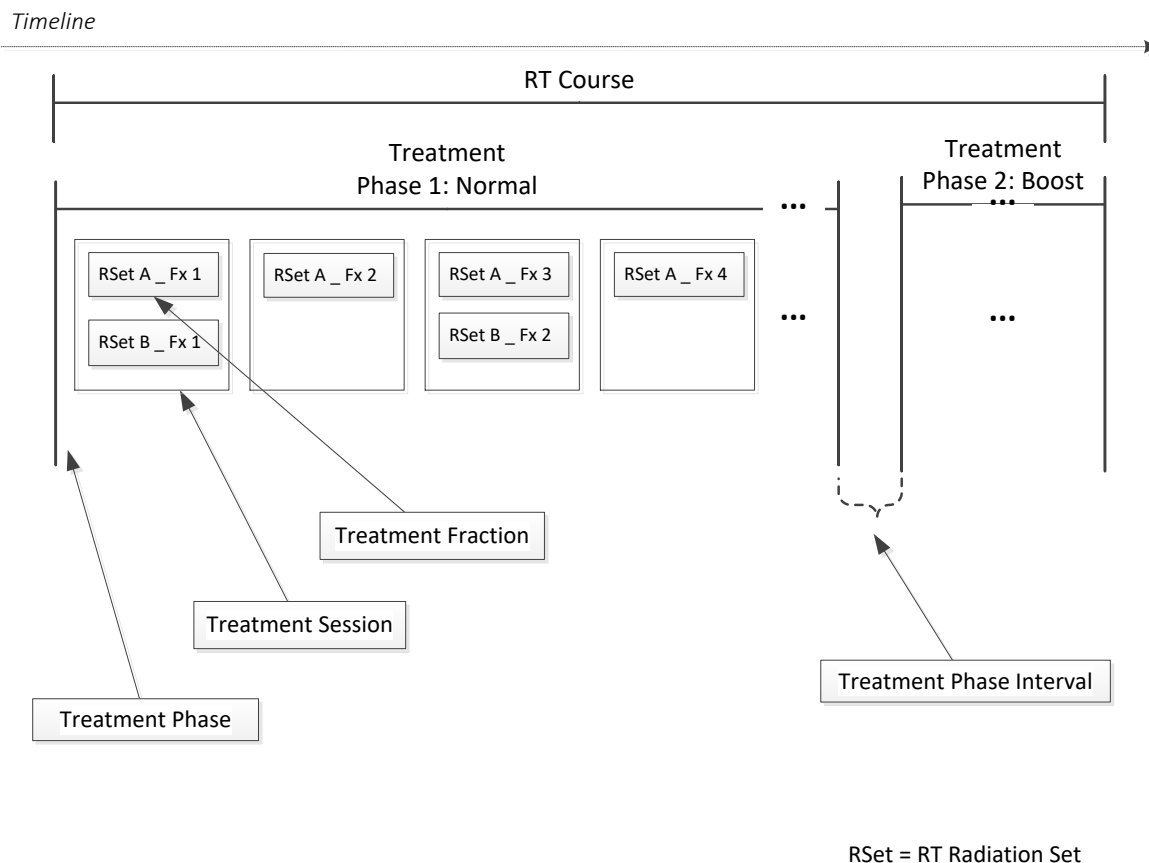 Timeline
RT Course
Treatment
Phase 1: Normal
Treatment
Phase 2: Boost
...
...
RSet A _ Fx 1
RSet A _ Fx 2
RSet A _ Fx 3
RSet A _ Fx 4
RSet B _ Fx 1
RSet B _ Fx 2
...
...
Treatment Fraction
Treatment Session
Treatment Phase Interval
Treatment Phase
RSet = RT Radiation Set